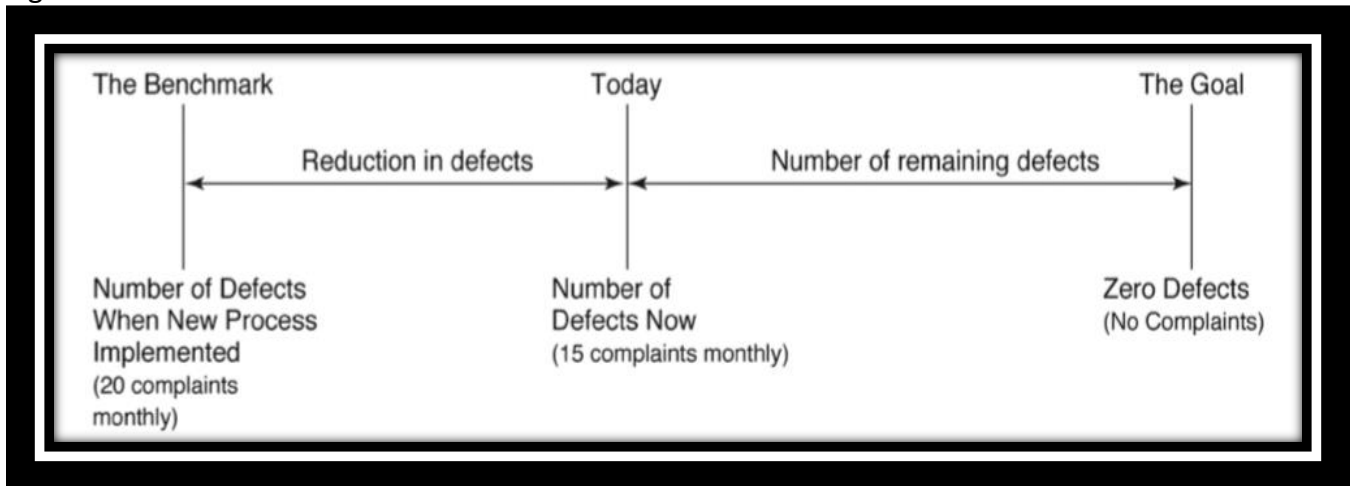 The Benchmark
Today
The Goal
Reduction in defects
Number of remaining defects
Number of Defects
When New Process
Implemented
(20 complaints
monthly)
Number of
Defects Now
(15 complaints monthly)
Zero Defects
(No Complaints)